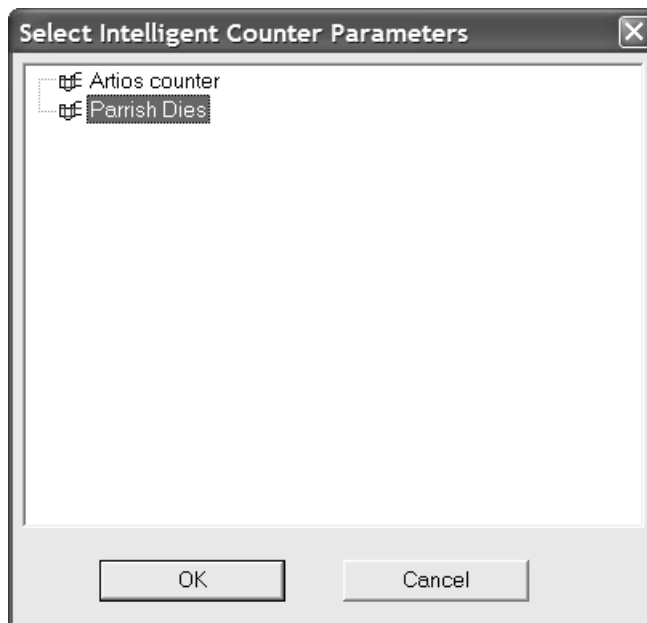 Select Intelligent Counter Parameters
Artios counter
Parrish Dies
OK
Cancel